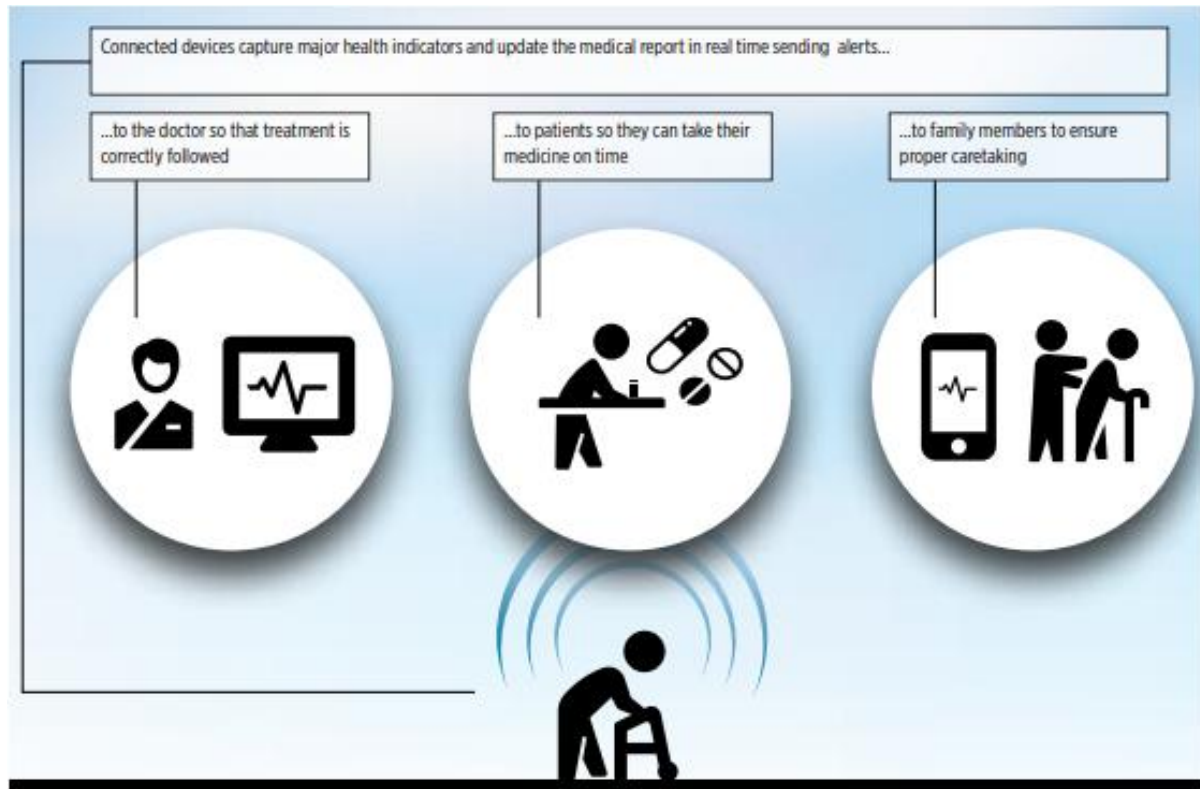 Connected devices capture major health indicators and update the medical report in real time sending alerts...
...to the doctor so that treatment is
correctly followed
...to patients so they can take their
medicine on time
...to family members to ensure
proper caretaking